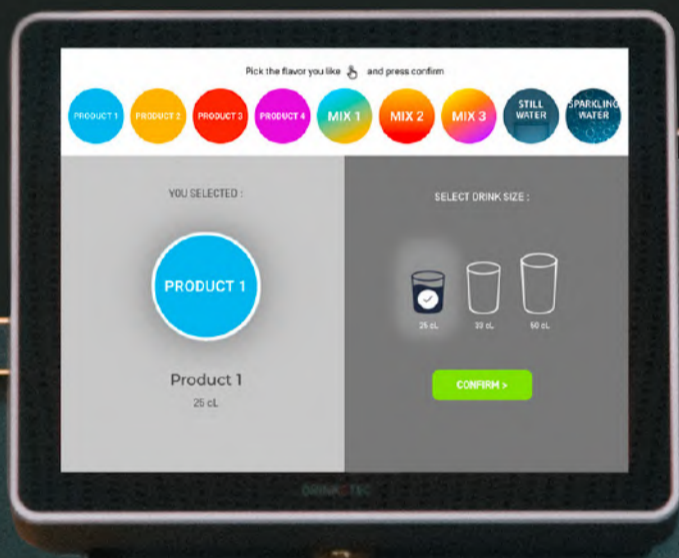 Pick the flavor you like and press confirm
PRODUCT 1
PRODUCT 2
PRODUCT 3
PRODUCT 4
MIX 1
MIX 2
MIX 3
STILL
WATER
SPARKLING
WATER
YOU SELECTED :
PRODUCT 1
Product 1
25 cL
SELECT DRINK SIZE :
25 cL
33 cL
50 cL
CONFIRM >